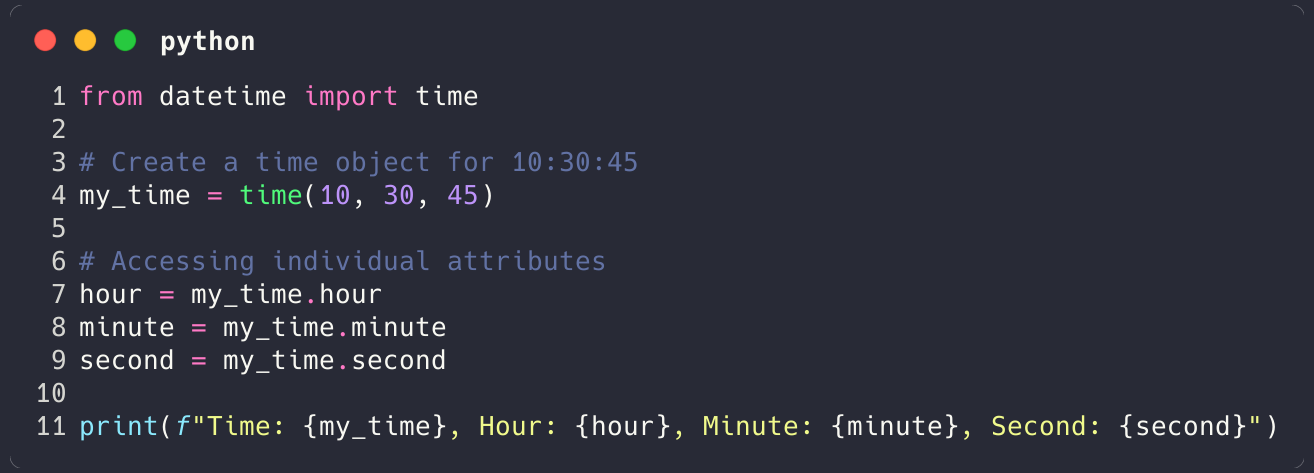 python
1 from datetime import time
2
3 # Create a time object for 10:30:45
4 my_time = time(10, 30, 45)
5
6 # Accessing individual attributes
7 hour = my_time.hour
8 minute = my_time.minute
9 second = my_time.second
10
11 print(f"Time: {my_time}, Hour: {hour}, Minute: {minute}, Second: {second}")